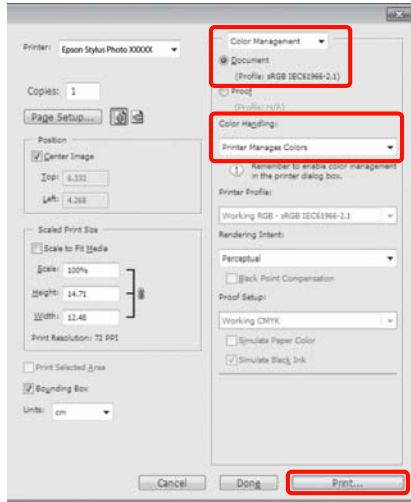 Printer: Epson Stylus Photo XXXXX
Copies: 1
Page Setup...
Position
Center Image
Top: 6.332
Left: 4.268
Scaled Print Size
Scale to Fit Media
Scale: 100%
Height: 14.71
Width: 12.48
Print Resolution: 72 PPI
Print Selected Area
Bounding Box
Units: cm
Color Management
Document
(Profile: sRGB IEC61966-2.1)
Proof
(Profile: N/A)
Color Handling:
Printer Manages Colors
Remember to enable color management
in the printer dialog box.
Printer Profile:
Working RGB - sRGB IEC61966-2.1
Rendering Intent:
Perceptual
Black Point Compensation
Proof Setup:
Working CMYK
Simulate Paper Color
Simulate Black Ink
Cancel
Done
Print...